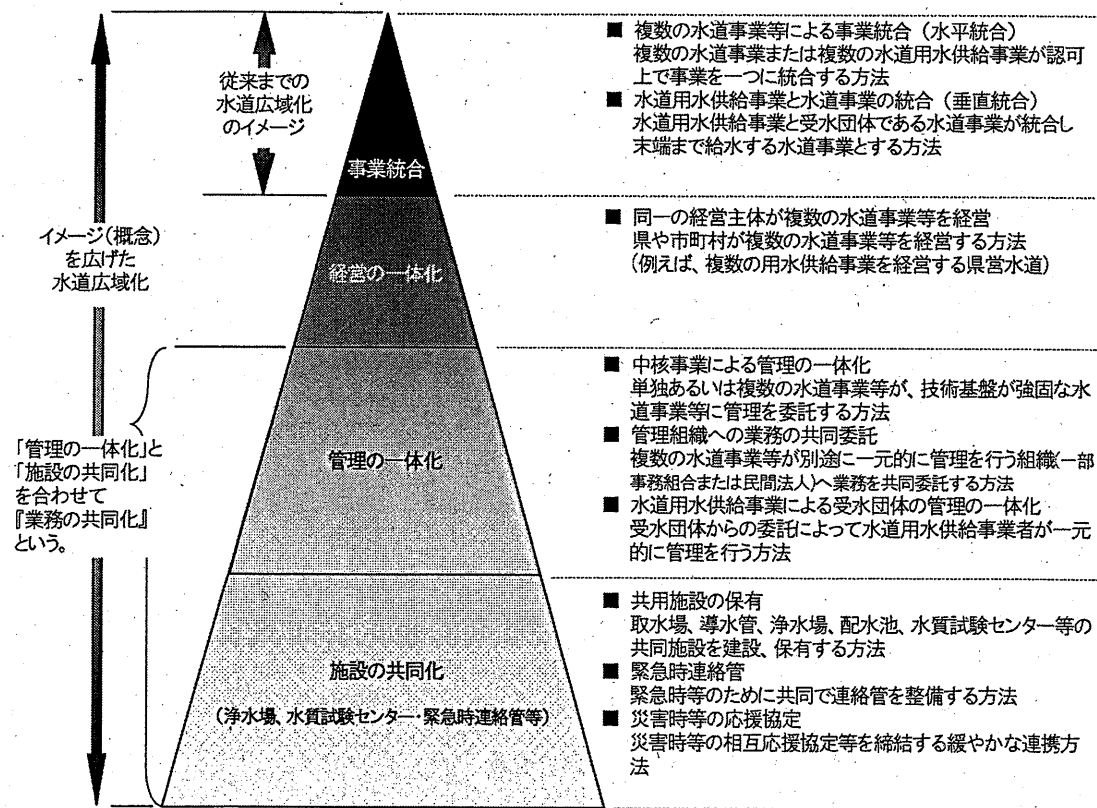 従来までの
水道広域化
のイメージ
イメージ(概念)
を広げた
水道広域化
「管理の一体化」と
「施設の共同化」
を合わせて
『業務の共同化』
という。
事業統合
経営の一体化
管理の一体化
施設の共同化
(浄水場、水質試験センター・緊急時連絡管等)
■ 複数の水道事業等による事業統合(水平統合)
複数の水道事業または複数の水道用水供給事業が認可
上で事業を一つに統合する方法
■ 水道用水供給事業と水道事業の統合(垂直統合)
水道用水供給事業と受水団体である水道事業が統合し
末端まで給水する水道事業とする方法
■ 同一の経営主体が複数の水道事業等を経営
県や市町村が複数の水道事業等を経営する方法
(例えば、複数の用水供給事業を経営する県営水道)
■ 中核事業による管理の一体化
単独あるいは複数の水道事業等が、技術基盤が強固な水
道事業等に管理を委託する方法
■ 管理組織への業務の共同委託
複数の水道事業等が別途に一元的に管理を行う組織(一部
事務組合または民間法人)へ業務を共同委託する方法
■ 水道用水供給事業による受水団体の管理の一体化
受水団体からの委託によって水道用水供給事業者が一元
的に管理を行う方法
■ 共用施設の保有
取水場、導水管、浄水場、配水池、水質試験センター等の
共同施設を建設、保有する方法
■ 緊急時連絡管
緊急時等のために共同で連絡管を整備する方法
■ 災害時等の応援協定
災害時等の相互応援協定等を締結する緩やかな連携方
法